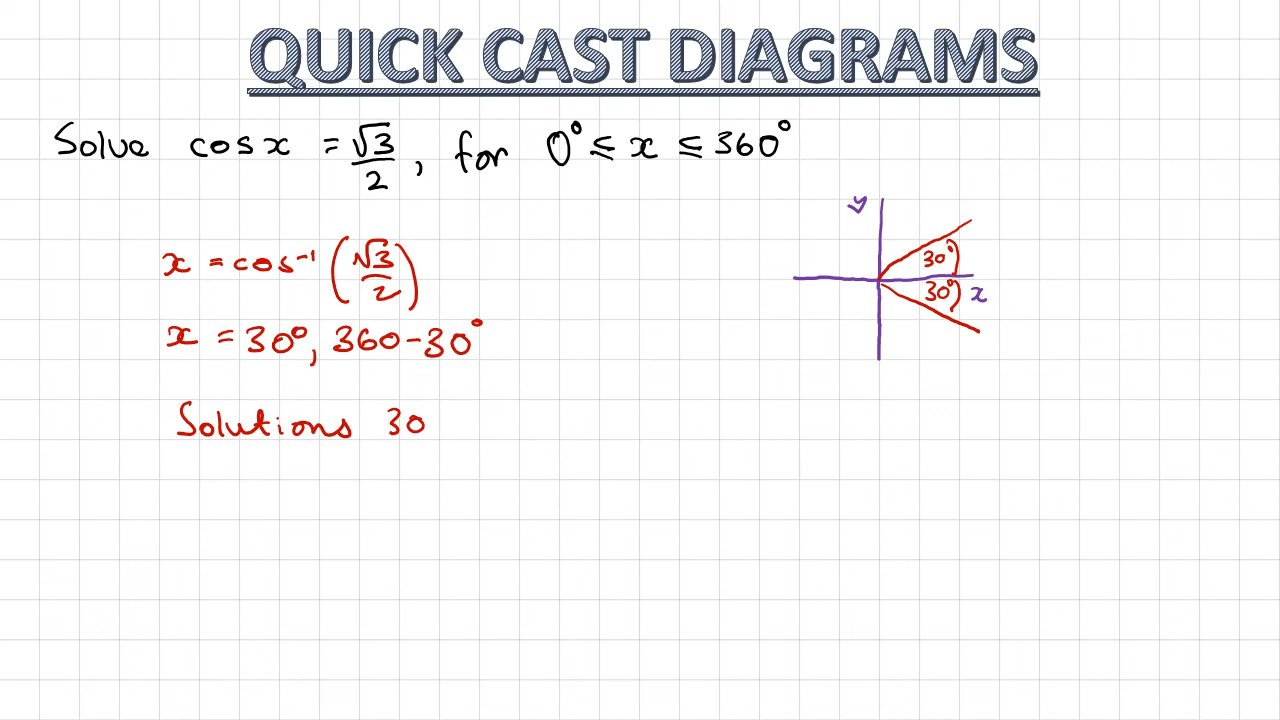 QUICK CAST DIAGRAMS
Solve cos x = √3/2, for 0° ≤ x ≤ 360°
y
30°
30°
x
x = cos⁻¹ (√3/2)
x = 30°, 360 - 30°
Solutions 30